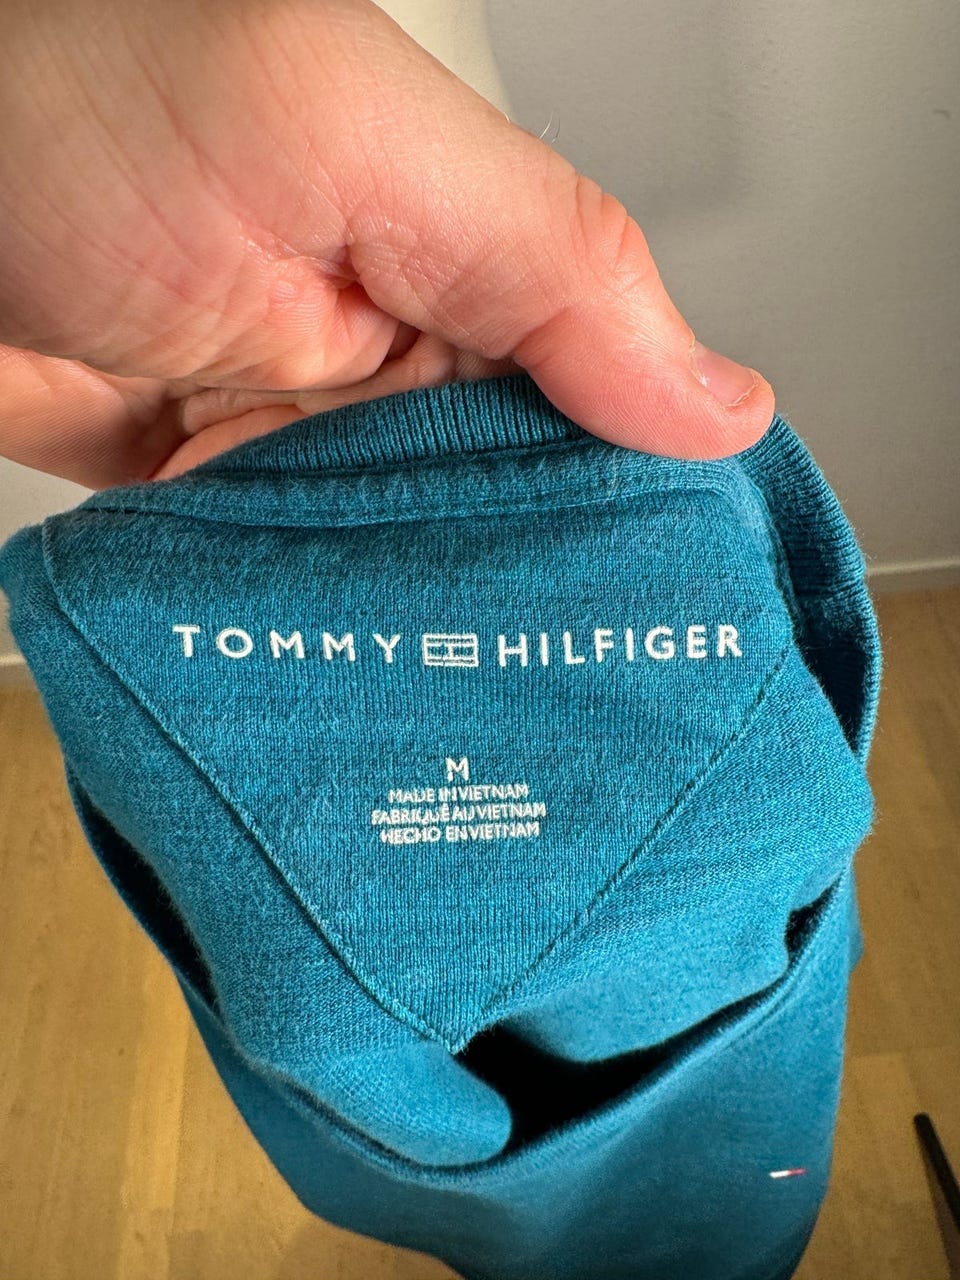 TOMMY HILFIGER
M
MADE IN VIETNAM
FABRIQUÉ AU VIETNAM
HECHO EN VIETNAM